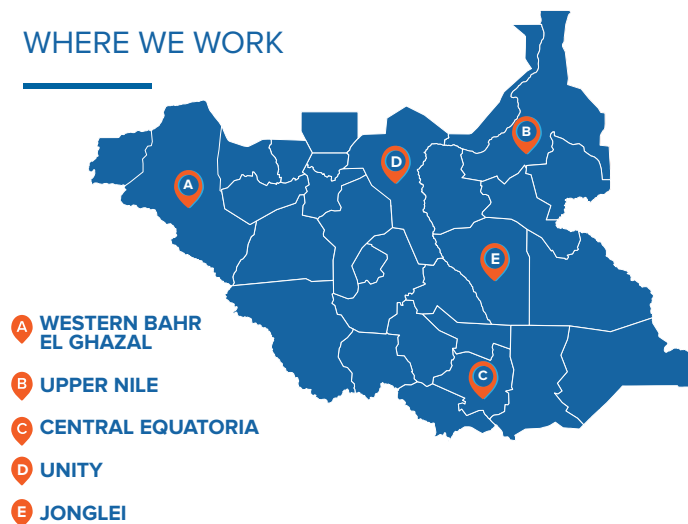 WHERE WE WORK
B
D
A
E
C
A WESTERN BAHR
EL GHAZAL
B UPPER NILE
C CENTRAL EQUATORIA
D UNITY
E JONGLEI